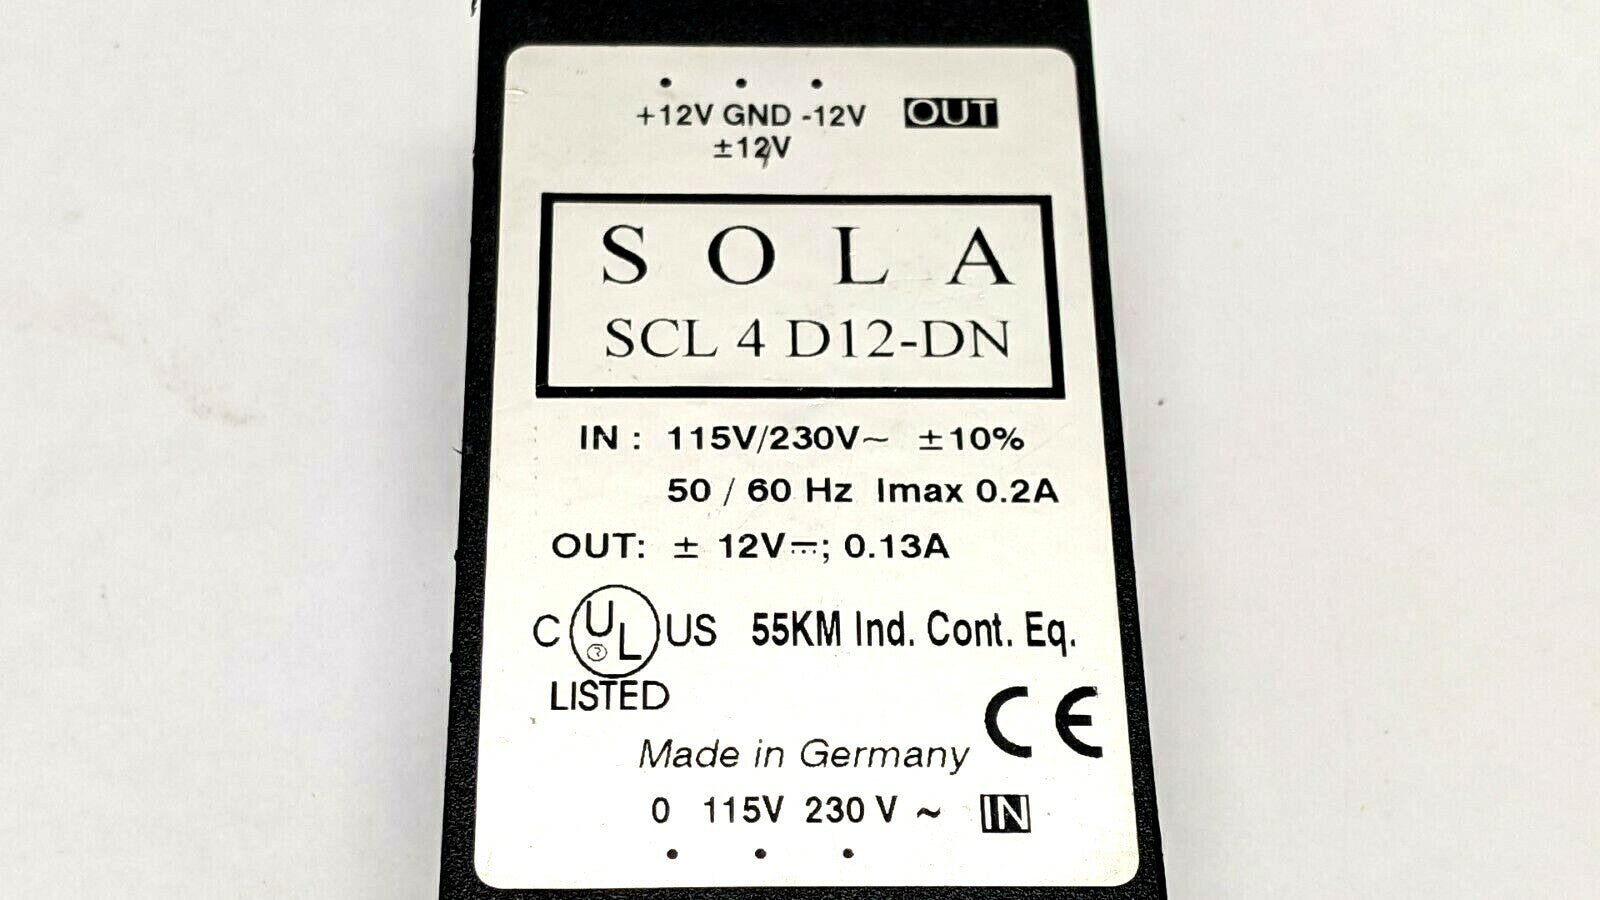 +12V GND -12V OUT
±12V
SOLA
SCL 4 D12-DN
IN : 115V/230V~ ±10%
50 / 60 Hz Imax 0.2A
OUT: ± 12V⎓; 0.13A
C UL® US 55KM Ind. Cont. Eq.
LISTED
CE
Made in Germany
0 115V 230 V ~ IN